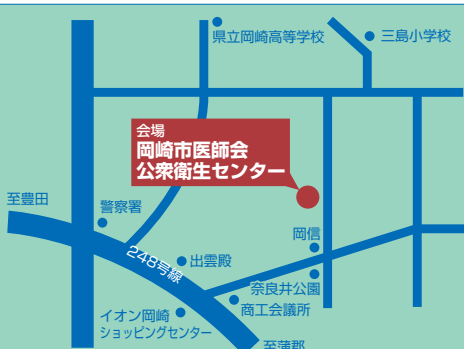 県立岡崎高等学校
三島小学校
会場
岡崎市医師会
公衆衛生センター
至豊田
警察署
岡信
248号線
出雲殿
奈良井公園
商工会議所
イオン岡崎
ショッピングセンター
至蒲郡